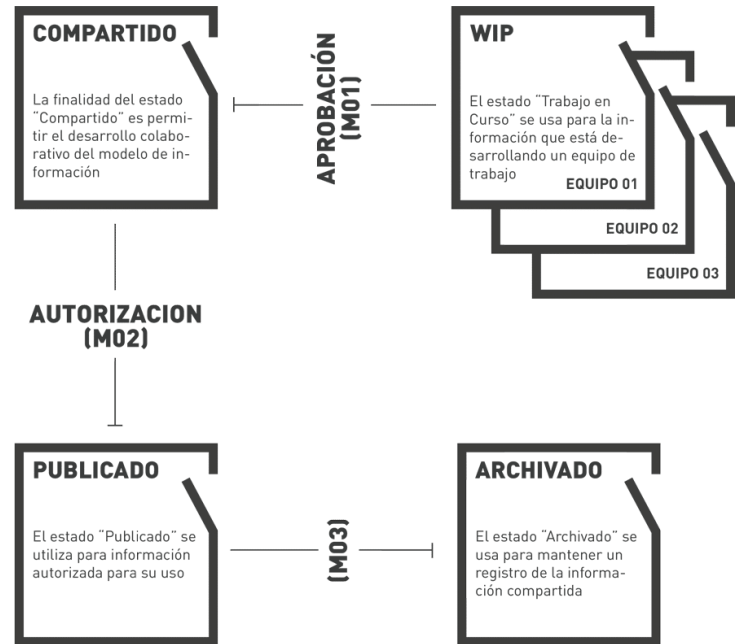 COMPARTIDO
La finalidad del estado
“Compartido” es permi-
tir el desarrollo colabo-
rativo del modelo de in-
formación
APROBACIÓN
(M01)
WIP
El estado “Trabajo en
Curso” se usa para la in-
formación que está de-
sarrollando un equipo de
trabajo
EQUIPO 01
EQUIPO 02
EQUIPO 03
AUTORIZACION
(M02)
PUBLICADO
El estado “Publicado” se
utiliza para información
autorizada para su uso
(M03)
ARCHIVADO
El estado “Archivado” se
usa para mantener un
registro de la informa-
ción compartida